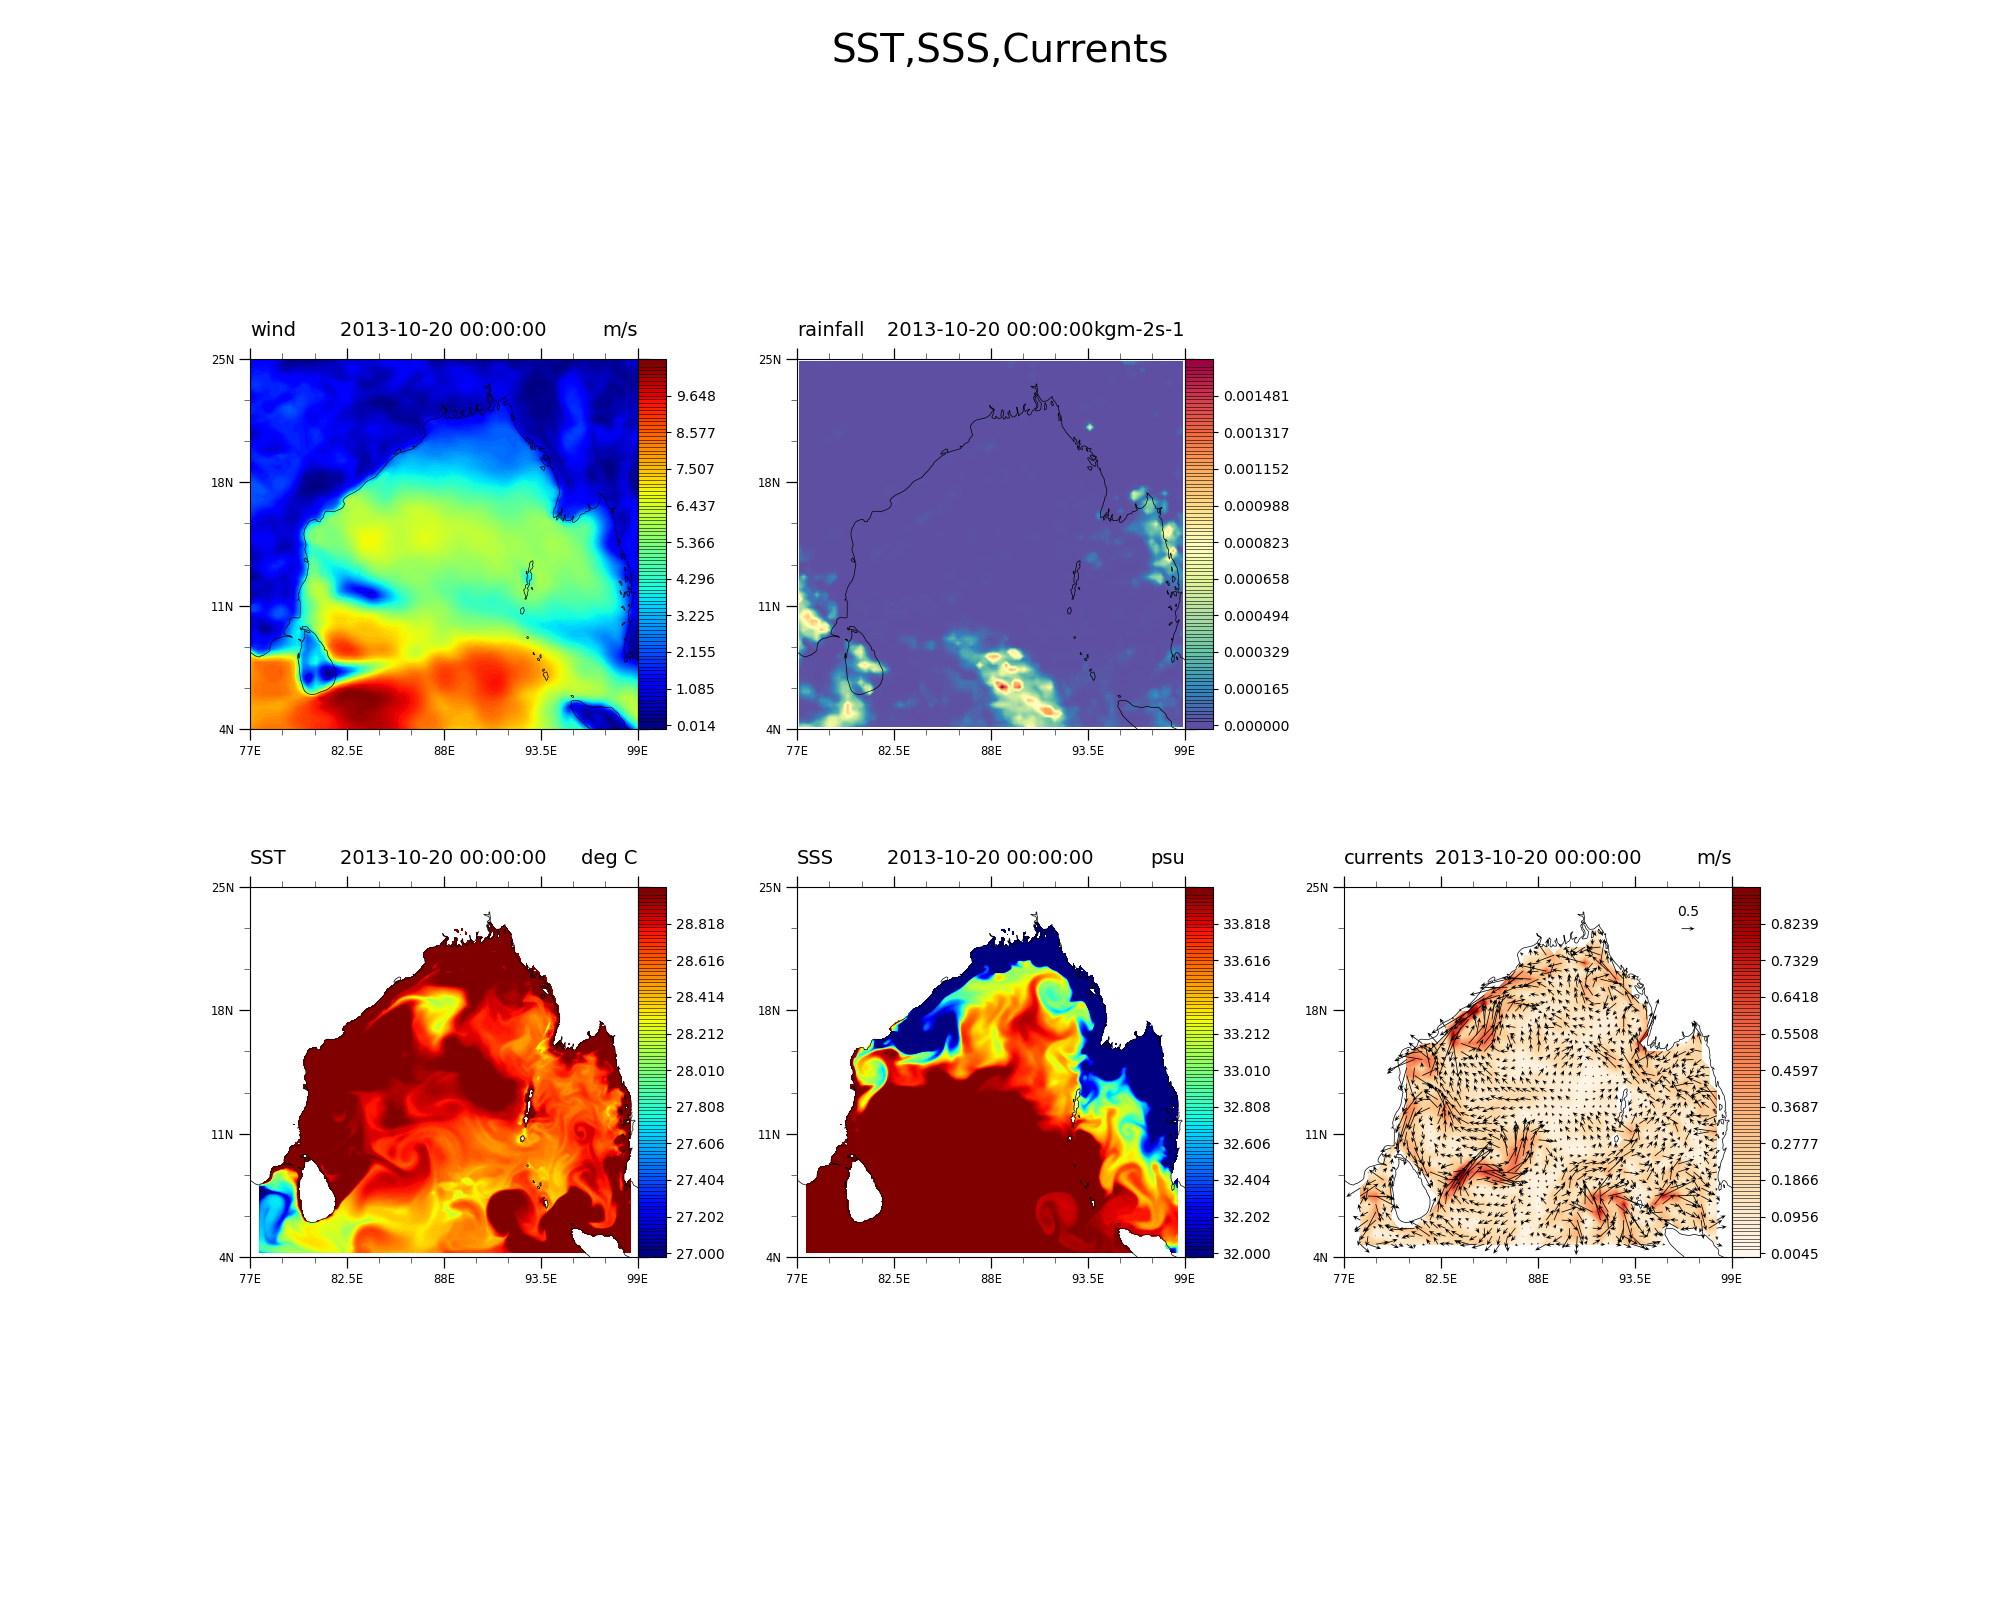 SST,SSS,Currents
wind 2013-10-20 00:00:00 m/s
25N
18N
11N
4N
77E 82.5E 88E 93.5E 99E
9.648
8.577
7.507
6.437
5.366
4.296
3.225
2.155
1.085
0.014
rainfall 2013-10-20 00:00:00 kgm-2s-1
25N
18N
11N
4N
77E 82.5E 88E 93.5E 99E
0.001481
0.001317
0.001152
0.000988
0.000823
0.000658
0.000494
0.000329
0.000165
0.000000
SST 2013-10-20 00:00:00 deg C
25N
18N
11N
4N
77E 82.5E 88E 93.5E 99E
28.818
28.616
28.414
28.212
28.010
27.808
27.606
27.404
27.202
27.000
SSS 2013-10-20 00:00:00 psu
25N
18N
11N
4N
77E 82.5E 88E 93.5E 99E
33.818
33.616
33.414
33.212
33.010
32.808
32.606
32.404
32.202
32.000
currents 2013-10-20 00:00:00 m/s
25N
18N
11N
4N
0.5
77E 82.5E 88E 93.5E 99E
0.8239
0.7329
0.6418
0.5508
0.4597
0.3687
0.2777
0.1866
0.0956
0.0045